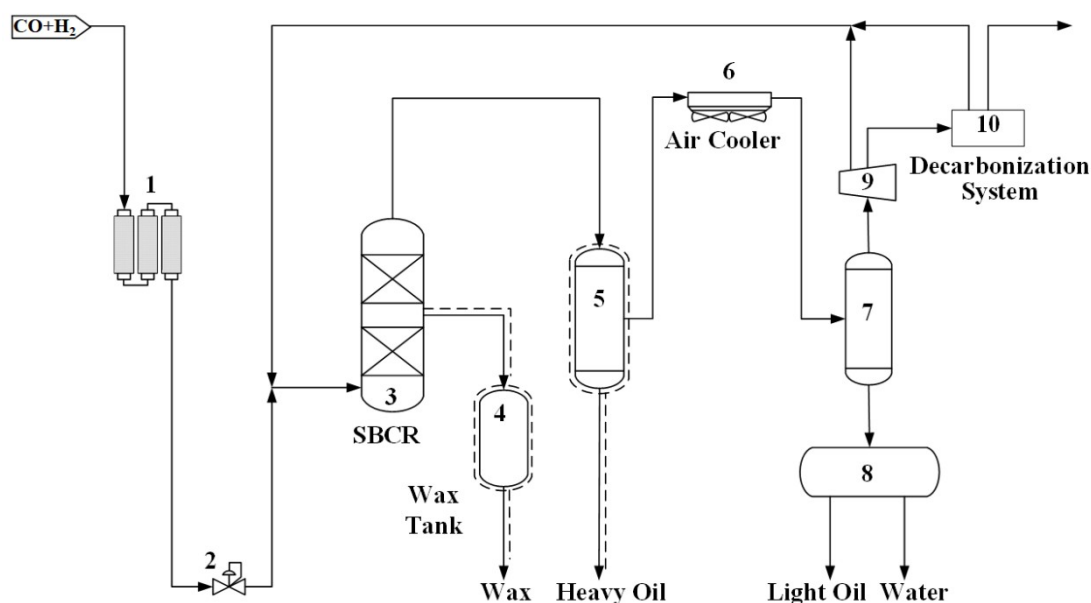 CO+H₂
1
6
Air Cooler
10
Decarbonization
System
9
5
7
3
SBCR
4
Wax
Tank
8
2
Wax
Heavy Oil
Light Oil
Water